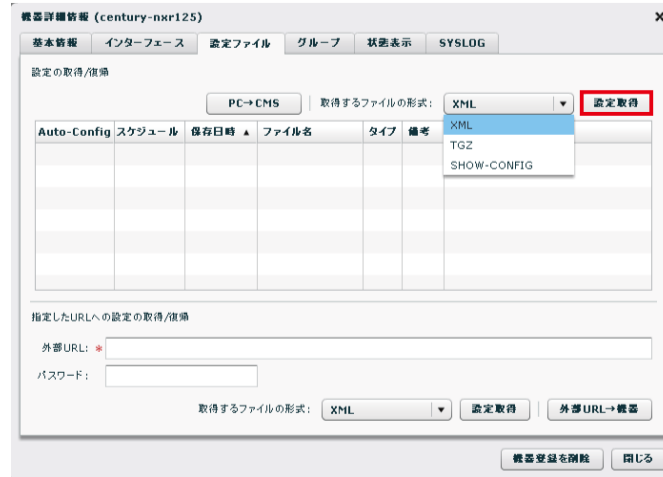 機器詳細情報 (century-nxr125)
基本情報 インターフェース 設定ファイル グループ 状態表示 SYSLOG
設定の取得/復帰
PC→CMS 取得するファイルの形式： XML 設定取得
XML
TGZ
SHOW-CONFIG
Auto-Config スケジュール 保存日時 ▲ ファイル名 タイプ 備考
指定したURLへの設定の取得/復帰
外部URL: *
パスワード：
取得するファイルの形式： XML 設定取得 外部URL→機器
機器登録を削除 閉じる